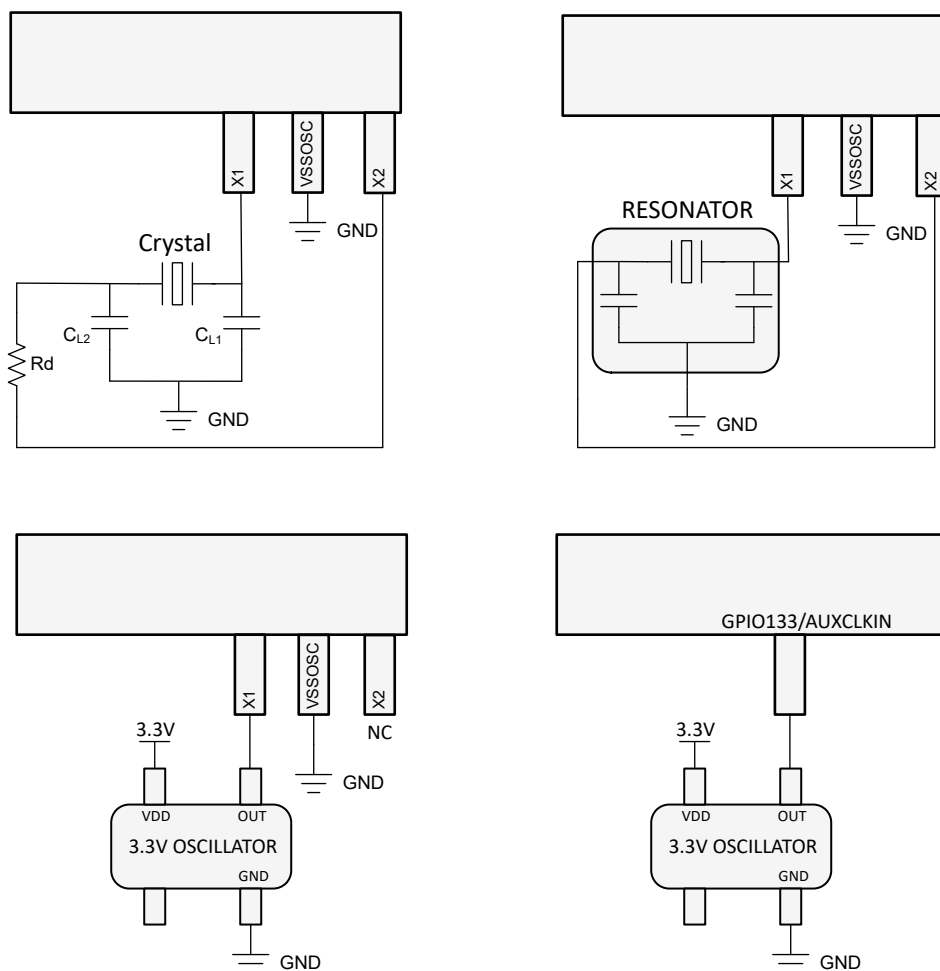 X1
VSSOSC
X2
GND
Crystal
CL2
CL1
Rd
GND
X1
VSSOSC
X2
GND
RESONATOR
GND
X1
VSSOSC
X2
NC
3.3V
GND
VDD
OUT
3.3V OSCILLATOR
GND
GND
GPIO133/AUXCLKIN
3.3V
VDD
OUT
3.3V OSCILLATOR
GND
GND